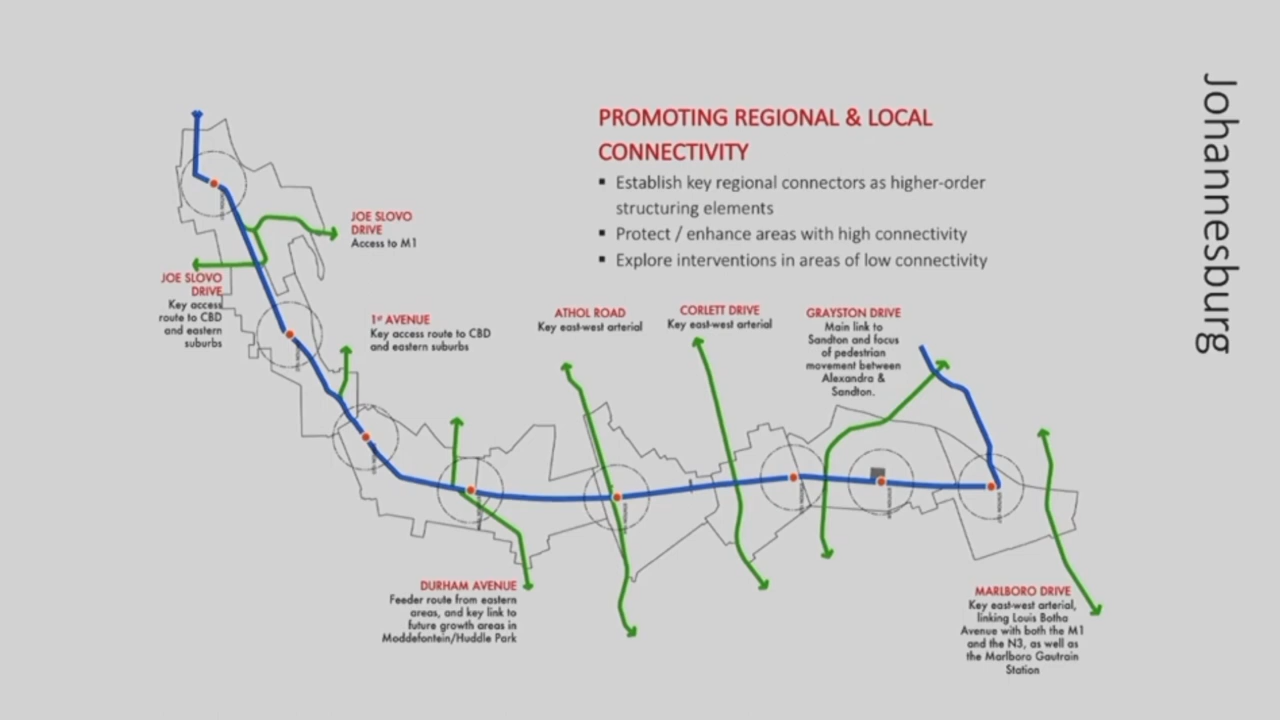 Johannesburg
PROMOTING REGIONAL & LOCAL
CONNECTIVITY
▪ Establish key regional connectors as higher-order
structuring elements
▪ Protect / enhance areas with high connectivity
▪ Explore interventions in areas of low connectivity
JOE SLOVO
DRIVE
Access to M1
JOE SLOVO
DRIVE
Key access
route to CBD
and eastern
suburbs
1st AVENUE
Key access route to CBD
and eastern suburbs
ATHOL ROAD
Key east-west arterial
CORLETT DRIVE
Key east-west arterial
GRAYSTON DRIVE
Main link to
Sandton and focus
of pedestrian
movement between
Alexandra &
Sandton.
DURHAM AVENUE
Feeder route from eastern
areas, and key link to
future growth areas in
Moddefontein/Huddle Park
MARLBORO DRIVE
Key east-west arterial,
linking Louis Botha
Avenue with both the M1
and the N3, as well as
the Marlboro Gautrain
Station